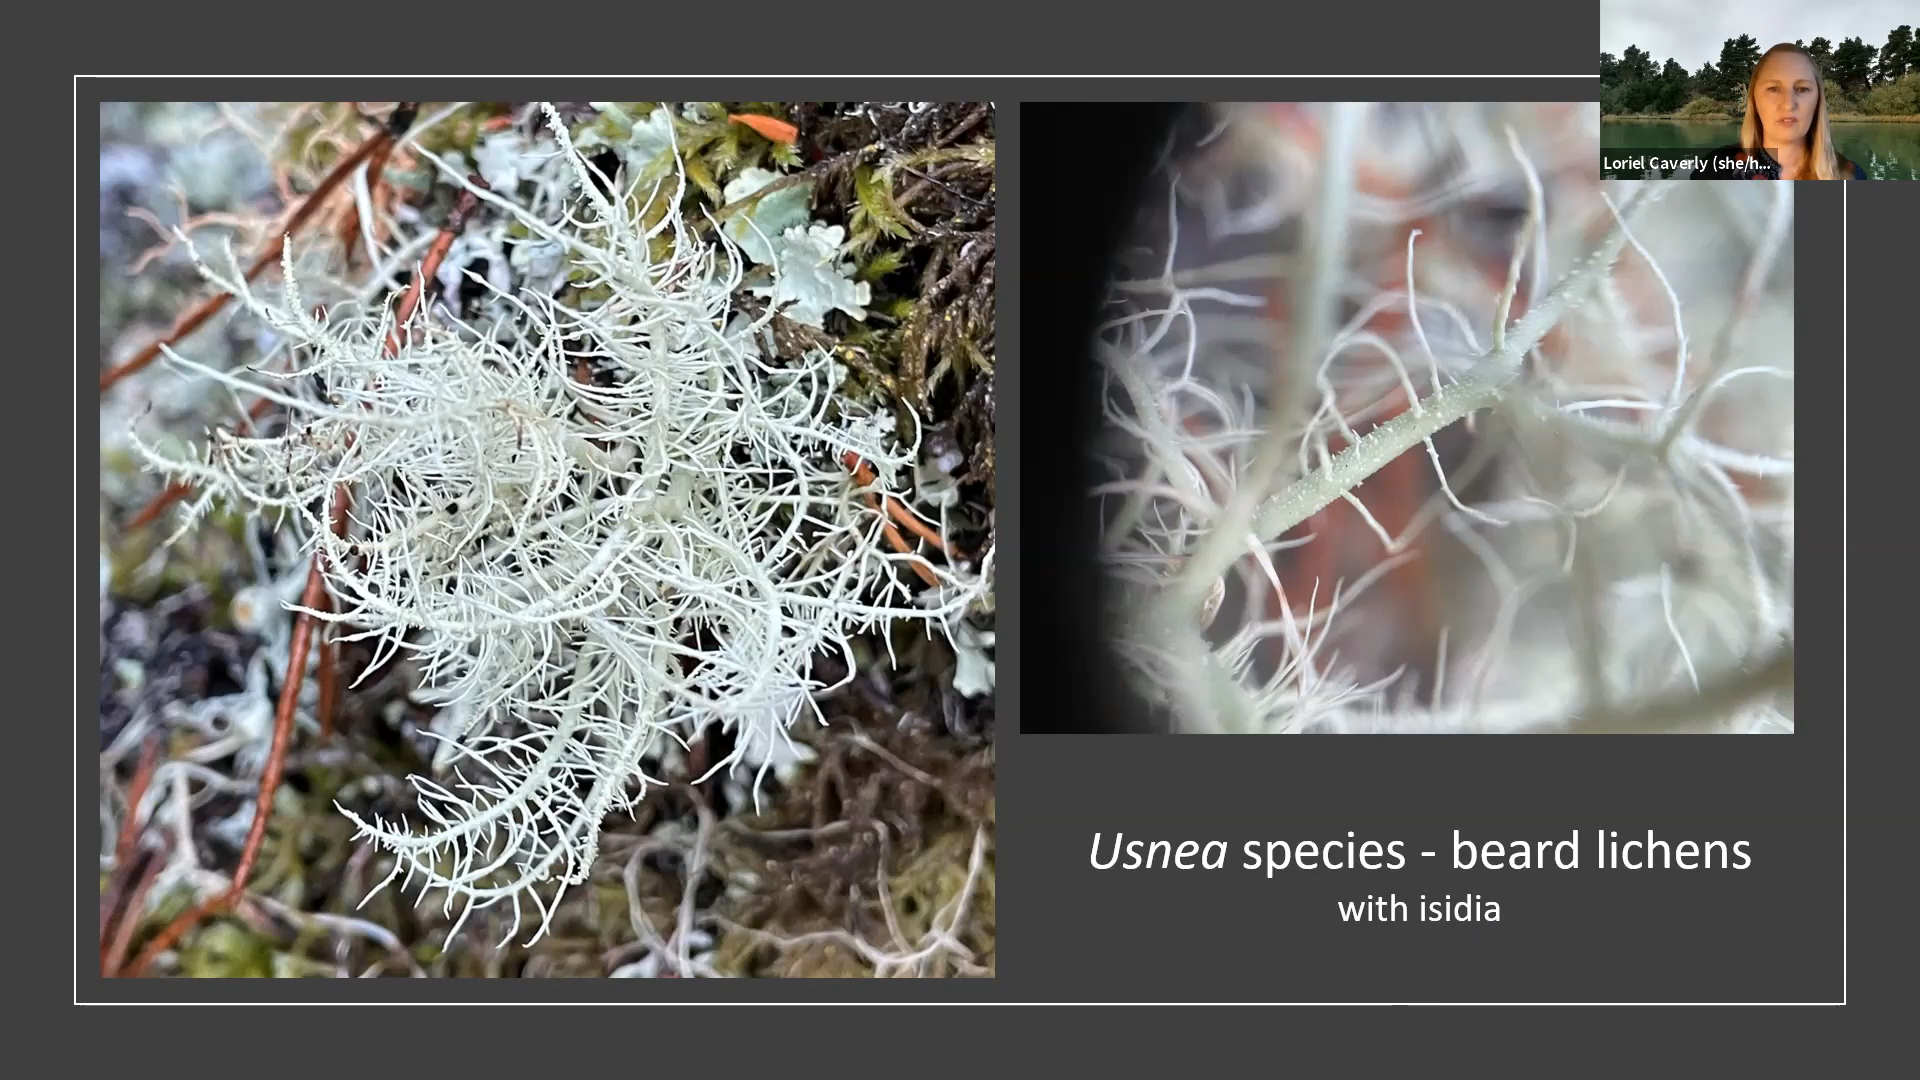 Loriel Caverly (she/h...
Usnea species - beard lichens
with isidia